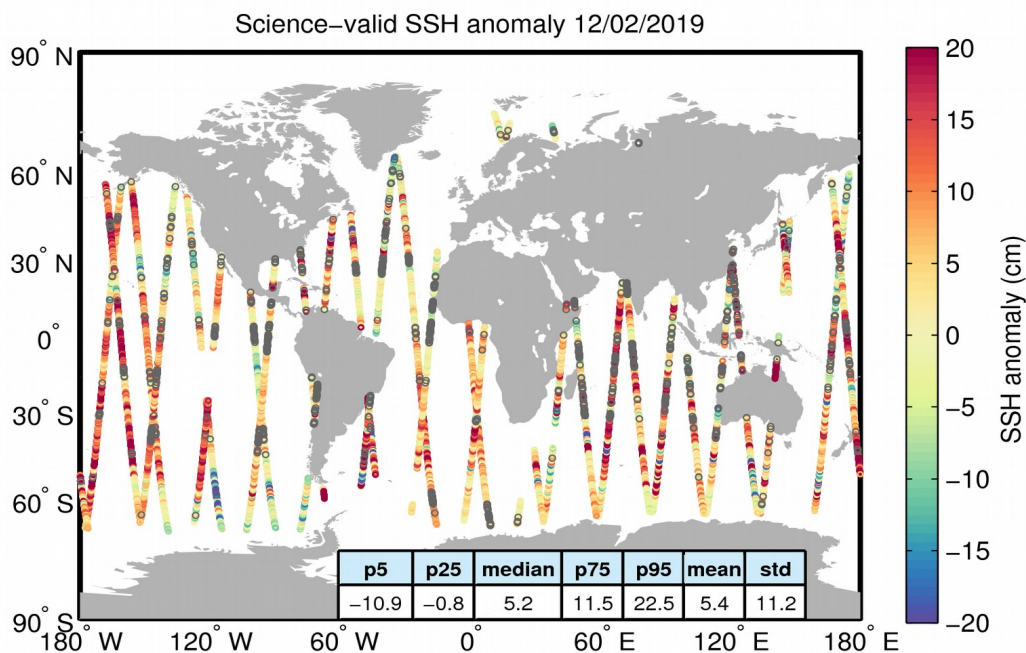 Science−valid SSH anomaly 12/02/2019
90° N
60° N
30° N
0°
30° S
60° S
90° S
180° W
120° W
60° W
0°
60° E
120° E
180° E
p5 p25 median p75 p95 mean std
−10.9 −0.8 5.2 11.5 22.5 5.4 11.2
20
15
10
5
0
−5
−10
−15
−20
SSH anomaly (cm)